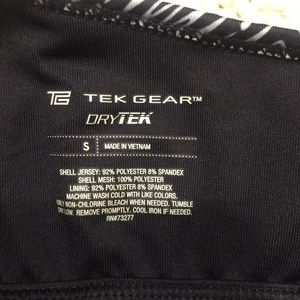 TG TEK GEAR™
DRYTEK
S MADE IN VIETNAM
SHELL JERSEY: 92% POLYESTER 8% SPANDEX
SHELL MESH: 100% POLYESTER
LINING: 92% POLYESTER 8% SPANDEX
MACHINE WASH COLD WITH LIKE COLORS.
ONLY NON-CHLORINE BLEACH WHEN NEEDED. TUMBLE
DRY LOW. REMOVE PROMPTLY. COOL IRON IF NEEDED.
RN#73277